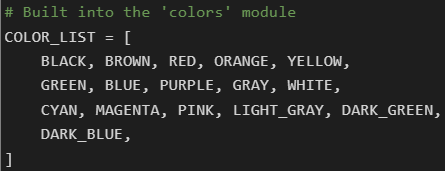 # Built into the 'colors' module
COLOR_LIST = [
    BLACK, BROWN, RED, ORANGE, YELLOW,
    GREEN, BLUE, PURPLE, GRAY, WHITE,
    CYAN, MAGENTA, PINK, LIGHT_GRAY, DARK_GREEN,
    DARK_BLUE,
]